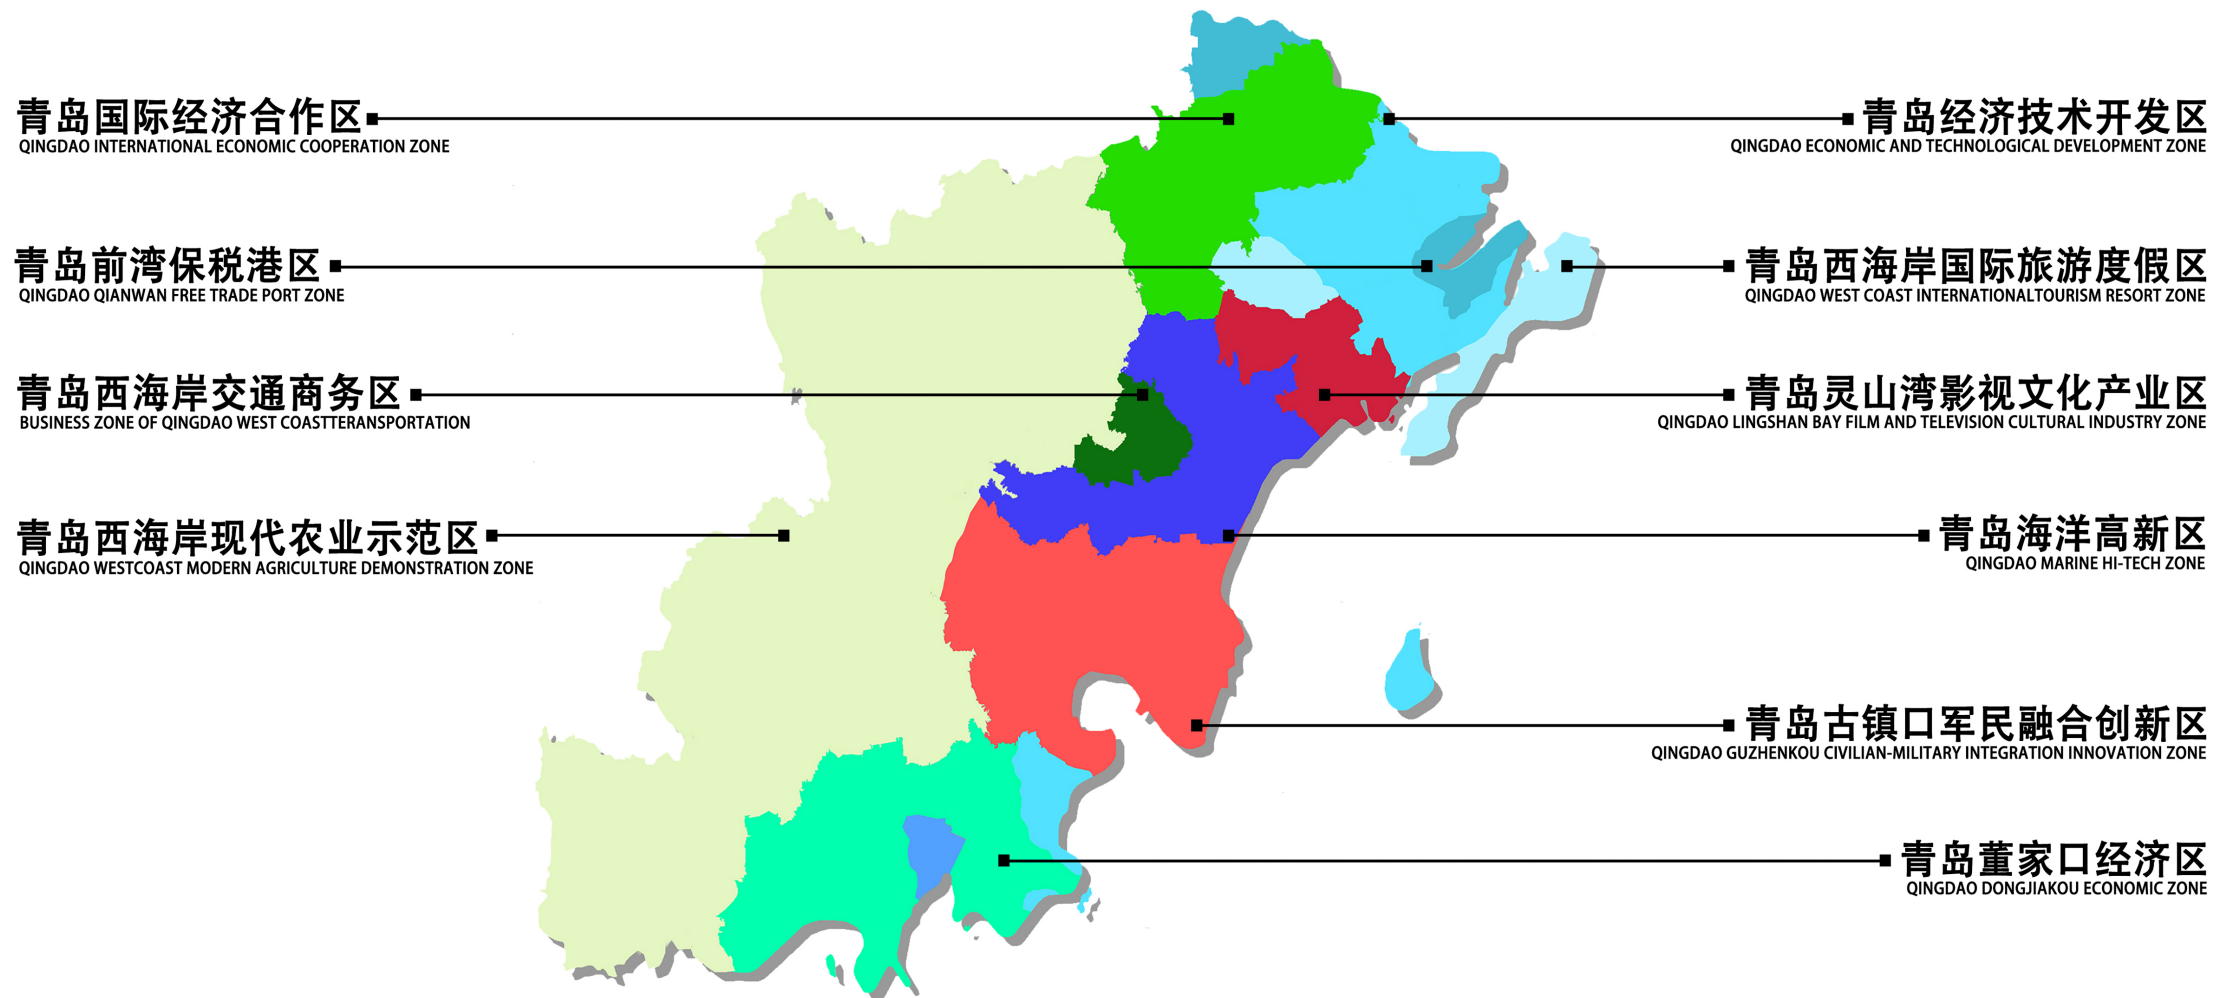 青岛国际经济合作区
QINGDAO INTERNATIONAL ECONOMIC COOPERATION ZONE
青岛前湾保税港区
QINGDAO QIANWAN FREE TRADE PORT ZONE
青岛西海岸交通商务区
BUSINESS ZONE OF QINGDAO WEST COASTTERANSPORTATION
青岛西海岸现代农业示范区
QINGDAO WESTCOAST MODERN AGRICULTURE DEMONSTRATION ZONE
青岛经济技术开发区
QINGDAO ECONOMIC AND TECHNOLOGICAL DEVELOPMENT ZONE
青岛西海岸国际旅游度假区
QINGDAO WEST COAST INTERNATIONALTOURISM RESORT ZONE
青岛灵山湾影视文化产业区
QINGDAO LINGSHAN BAY FILM AND TELEVISION CULTURAL INDUSTRY ZONE
青岛海洋高新区
QINGDAO MARINE HI-TECH ZONE
青岛古镇口军民融合创新区
QINGDAO GUZHENKOU CIVILIAN-MILITARY INTEGRATION INNOVATION ZONE
青岛董家口经济区
QINGDAO DONGJIAKOU ECONOMIC ZONE